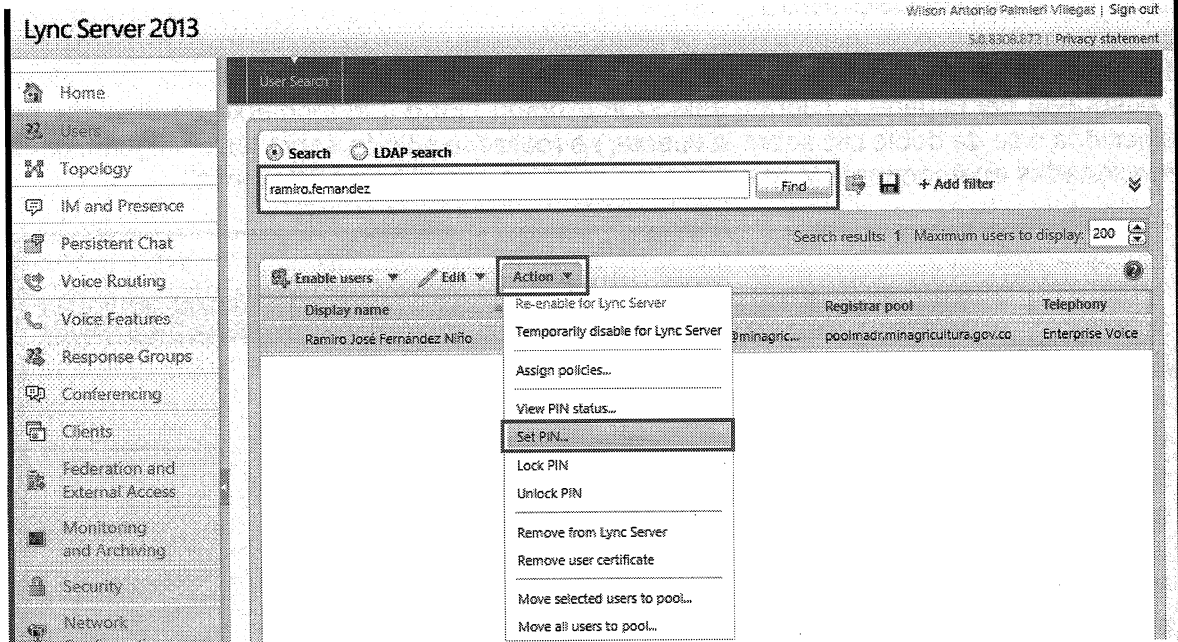 Wilson Antonio Palmieri Villegas | Sign out
Lync Server 2013
5.0.8308.872 | Privacy statement
Home
User Search
Users
Search LDAP search
Topology
ramiro.fernandez Find + Add filter
IM and Presence
Persistent Chat
Search results: 1 Maximum users to display: 200
Voice Routing
Enable users Edit Action
Voice Features
Re-enable for Lync Server
Display name Registrar pool Telephony
Temporarily disable for Lync Server
Ramiro José Fernandez Niño @minagric... poolmadr.minagricultura.gov.co Enterprise Voice
Response Groups
Assign policies...
Conferencing
View PIN status...
Clients
Set PIN...
Federation and
External Access
Lock PIN
Unlock PIN
Monitoring
and Archiving
Remove from Lync Server
Remove user certificate
Security
Move selected users to pool...
Network
Move all users to pool...